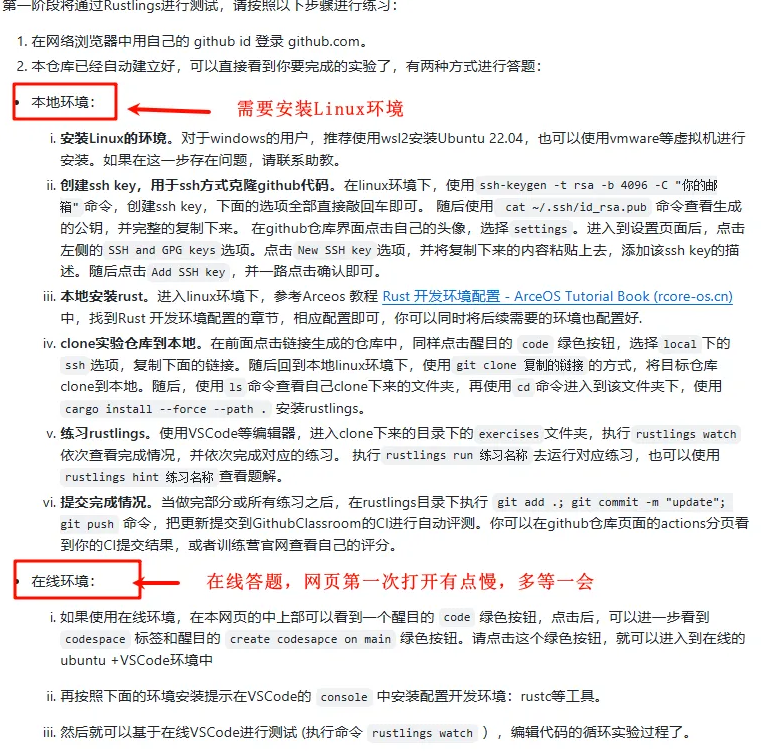 第一阶段将通过Rustlings进行测试，请按照以下步骤进行练习：
1. 在网络浏览器中用自己的 github id 登录 github.com。
2. 本仓库已经自动建立好，可以直接看到你要完成的实验了，有两种方式进行答题：
• 本地环境： 需要安装Linux环境
i. 安装Linux的环境。对于windows的用户，推荐使用wsl2安装Ubuntu 22.04，也可以使用vmware等虚拟机进行
安装。如果在这一步存在问题，请联系助教。
ii. 创建ssh key，用于ssh方式克隆github代码。在linux环境下，使用 ssh-keygen -t rsa -b 4096 -C "你的邮
箱" 命令，创建ssh key，下面的选项全部直接敲回车即可。 随后使用 cat ~/.ssh/id_rsa.pub 命令查看生成
的公钥，并完整的复制下来。 在github仓库界面点击自己的头像，选择 settings 。进入到设置页面后，点击
左侧的 SSH and GPG keys 选项。点击 New SSH key 选项，并将复制下来的内容粘贴上去，添加该ssh key的描
述。随后点击 Add SSH key ，并一路点击确认即可。
iii. 本地安装rust。进入linux环境下，参考Arceos 教程 Rust 开发环境配置 - ArceOS Tutorial Book (rcore-os.cn)
中，找到Rust 开发环境配置的章节，相应配置即可，你可以同时将后续需要的环境也配置好.
iv. clone实验仓库到本地。在前面点击链接生成的仓库中，同样点击醒目的 code 绿色按钮，选择 local 下的
ssh 选项，复制下面的链接。随后回到本地linux环境下，使用 git clone 复制的链接 的方式，将目标仓库
clone到本地。随后，使用 ls 命令查看自己clone下来的文件夹，再使用 cd 命令进入到该文件夹下，使用
cargo install --force --path . 安装rustlings。
v. 练习rustlings。使用VSCode等编辑器，进入clone下来的目录下的 exercises 文件夹，执行 rustlings watch
依次查看完成情况，并依次完成对应的练习。 执行 rustlings run 练习名称 去运行对应练习，也可以使用
rustlings hint 练习名称 查看题解。
vi. 提交完成情况。当做完部分或所有练习之后，在rustlings目录下执行 git add .; git commit -m "update";
git push 命令，把更新提交到GithubClassroom的CI进行自动评测。你可以在github仓库页面的actions分页看
到你的CI提交结果，或者训练营官网查看自己的评分。
• 在线环境： 在线答题，网页第一次打开有点慢，多等一会
i. 如果使用在线环境，在本网页的中上部可以看到一个醒目的 code 绿色按钮，点击后，可以进一步看到
codespace 标签和醒目的 create codesapce on main 绿色按钮。请点击这个绿色按钮，就可以进入到在线的
ubuntu +VSCode环境中
ii. 再按照下面的环境安装提示在VSCode的 console 中安装配置开发环境：rustc等工具。
iii. 然后就可以基于在线VSCode进行测试 (执行命令 rustlings watch ），编辑代码的循环实验过程了。